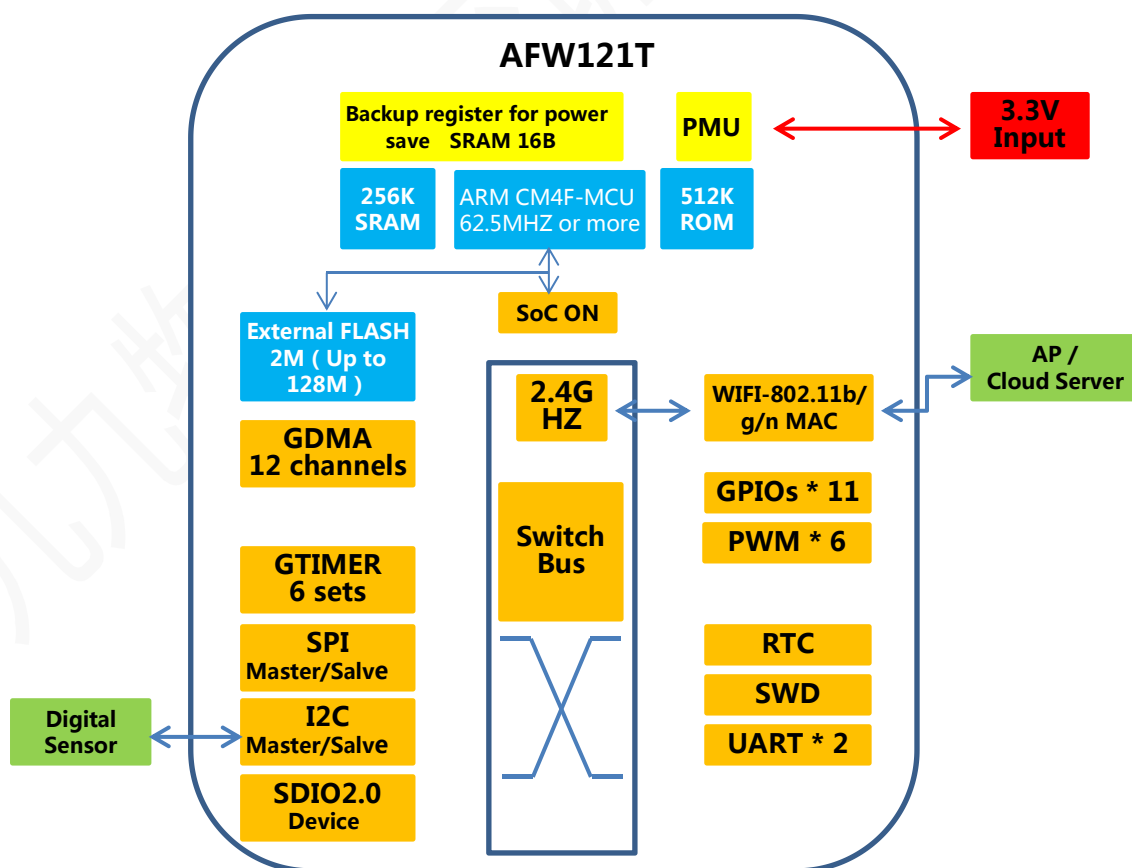 AFW121T
Backup register for power
save SRAM 16B
PMU
3.3V
Input
256K
SRAM
ARM CM4F-MCU
62.5MHZ or more
512K
ROM
SoC ON
External FLASH
2M ( Up to
128M )
2.4G
HZ
WIFI-802.11b/
g/n MAC
AP /
Cloud Server
GDMA
12 channels
GPIOs * 11
Switch
Bus
PWM * 6
GTIMER
6 sets
SPI
Master/Salve
RTC
SWD
Digital
Sensor
I2C
Master/Salve
UART * 2
SDIO2.0
Device